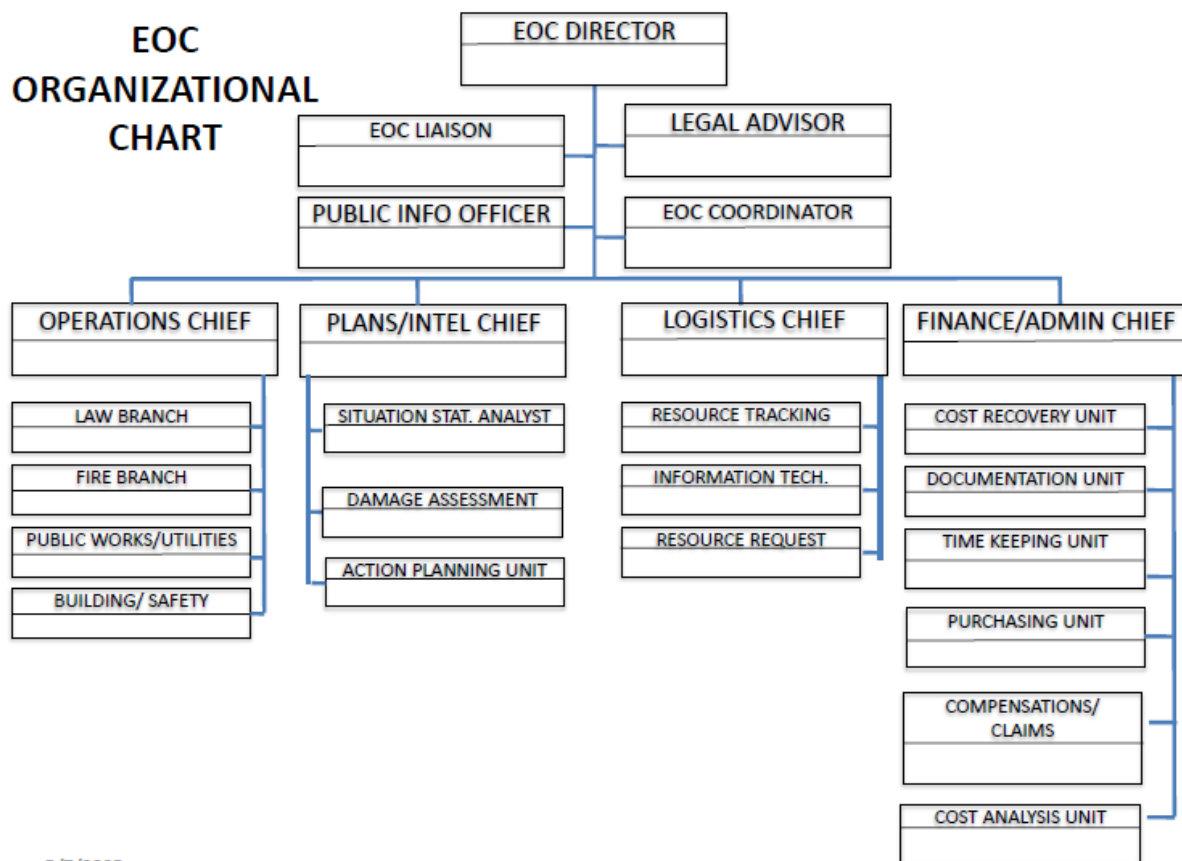 EOC
ORGANIZATIONAL
CHART
EOC DIRECTOR
EOC LIAISON
LEGAL ADVISOR
PUBLIC INFO OFFICER
EOC COORDINATOR
OPERATIONS CHIEF
LAW BRANCH
FIRE BRANCH
PUBLIC WORKS/UTILITIES
BUILDING/ SAFETY
PLANS/INTEL CHIEF
SITUATION STAT. ANALYST
DAMAGE ASSESSMENT
ACTION PLANNING UNIT
LOGISTICS CHIEF
RESOURCE TRACKING
INFORMATION TECH.
RESOURCE REQUEST
FINANCE/ADMIN CHIEF
COST RECOVERY UNIT
DOCUMENTATION UNIT
TIME KEEPING UNIT
PURCHASING UNIT
COMPENSATIONS/
CLAIMS
COST ANALYSIS UNIT